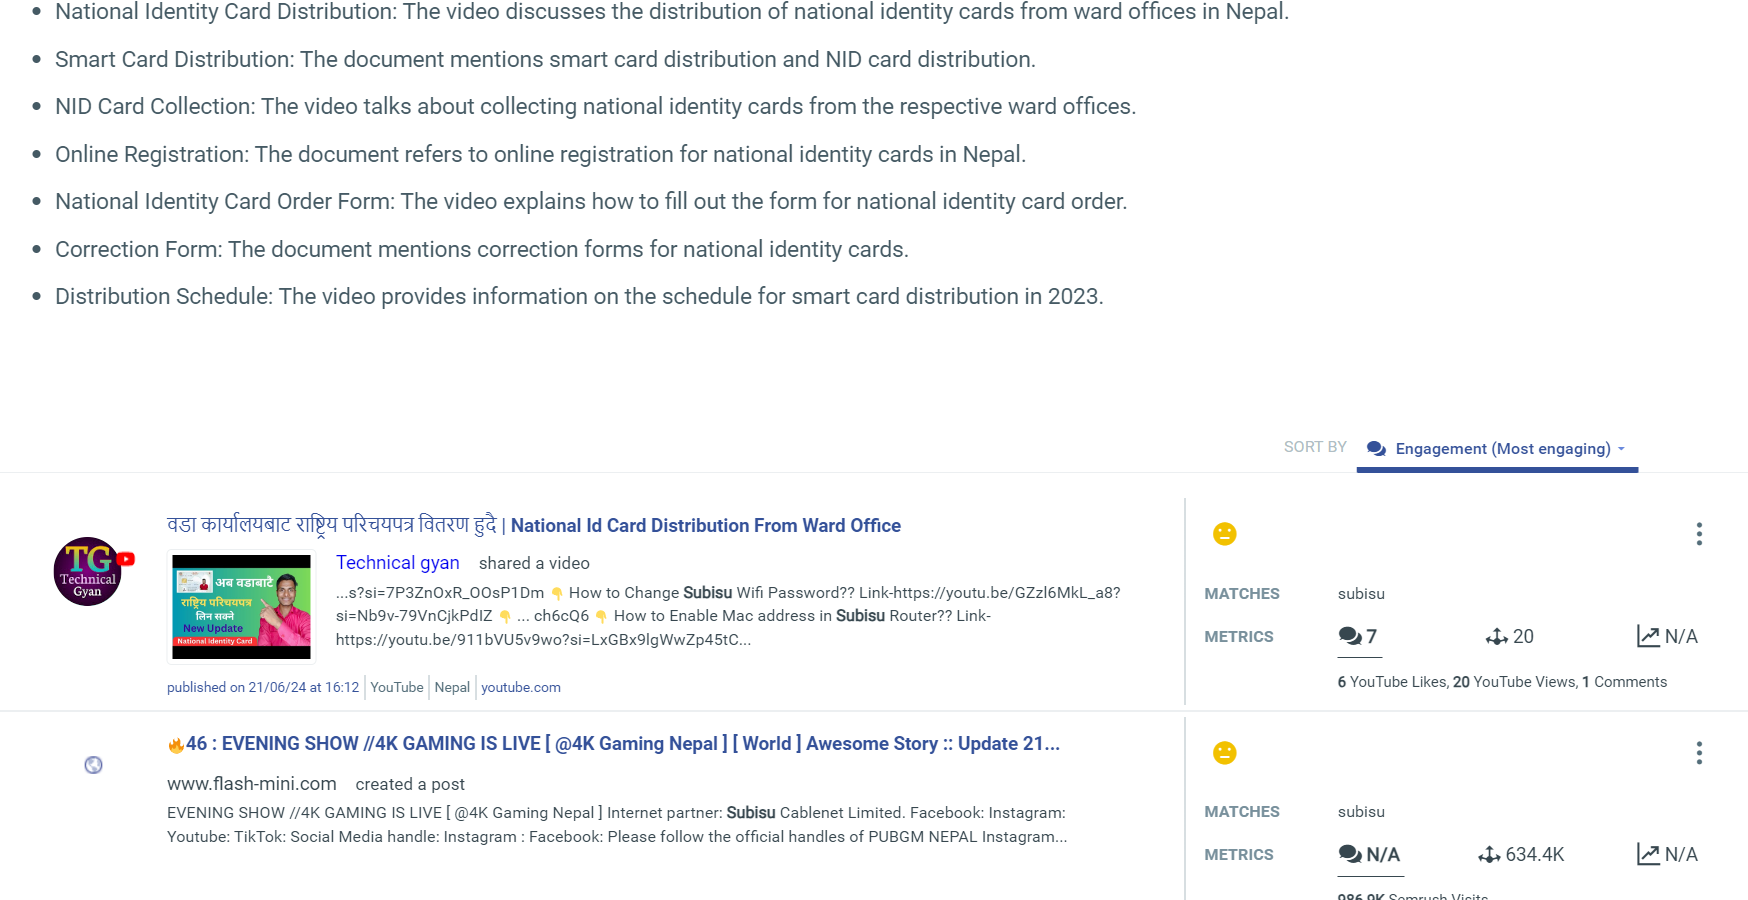 National Identity Card Distribution: The video discusses the distribution of national identity cards from ward offices in Nepal.
Smart Card Distribution: The document mentions smart card distribution and NID card distribution.
NID Card Collection: The video talks about collecting national identity cards from the respective ward offices.
Online Registration: The document refers to online registration for national identity cards in Nepal.
National Identity Card Order Form: The video explains how to fill out the form for national identity card order.
Correction Form: The document mentions correction forms for national identity cards.
Distribution Schedule: The video provides information on the schedule for smart card distribution in 2023.
SORT BY Engagement (Most engaging)
वडा कार्यालयबाट राष्ट्रिय परिचयपत्र वितरण हुदै | National Id Card Distribution From Ward Office
TG
Technical
Gyan
अब वडाबाटै
राष्ट्रिय परिचयपत्र
लिन सक्ने
New Update
National Identity Card
Technical gyan shared a video
...s?si=7P3ZnOxR_OOsP1Dm 👇 How to Change Subisu Wifi Password?? Link-https://youtu.be/GZzl6MkL_a8?
si=Nb9v-79VnCjkPdIZ 👇 ... ch6cQ6 👇 How to Enable Mac address in Subisu Router?? Link-
https://youtu.be/911bVU5v9wo?si=LxGBx9lgWwZp45tC...
published on 21/06/24 at 16:12 YouTube Nepal youtube.com
MATCHES subisu
METRICS 7 20 N/A
6 YouTube Likes, 20 YouTube Views, 1 Comments
🔥46 : EVENING SHOW //4K GAMING IS LIVE [ @4K Gaming Nepal ] [ World ] Awesome Story :: Update 21...
www.flash-mini.com created a post
EVENING SHOW //4K GAMING IS LIVE [ @4K Gaming Nepal ] Internet partner: Subisu Cablenet Limited. Facebook: Instagram:
Youtube: TikTok: Social Media handle: Instagram : Facebook: Please follow the official handles of PUBGM NEPAL Instagram...
MATCHES subisu
METRICS N/A 634.4K N/A
986.9K Semrush Visits